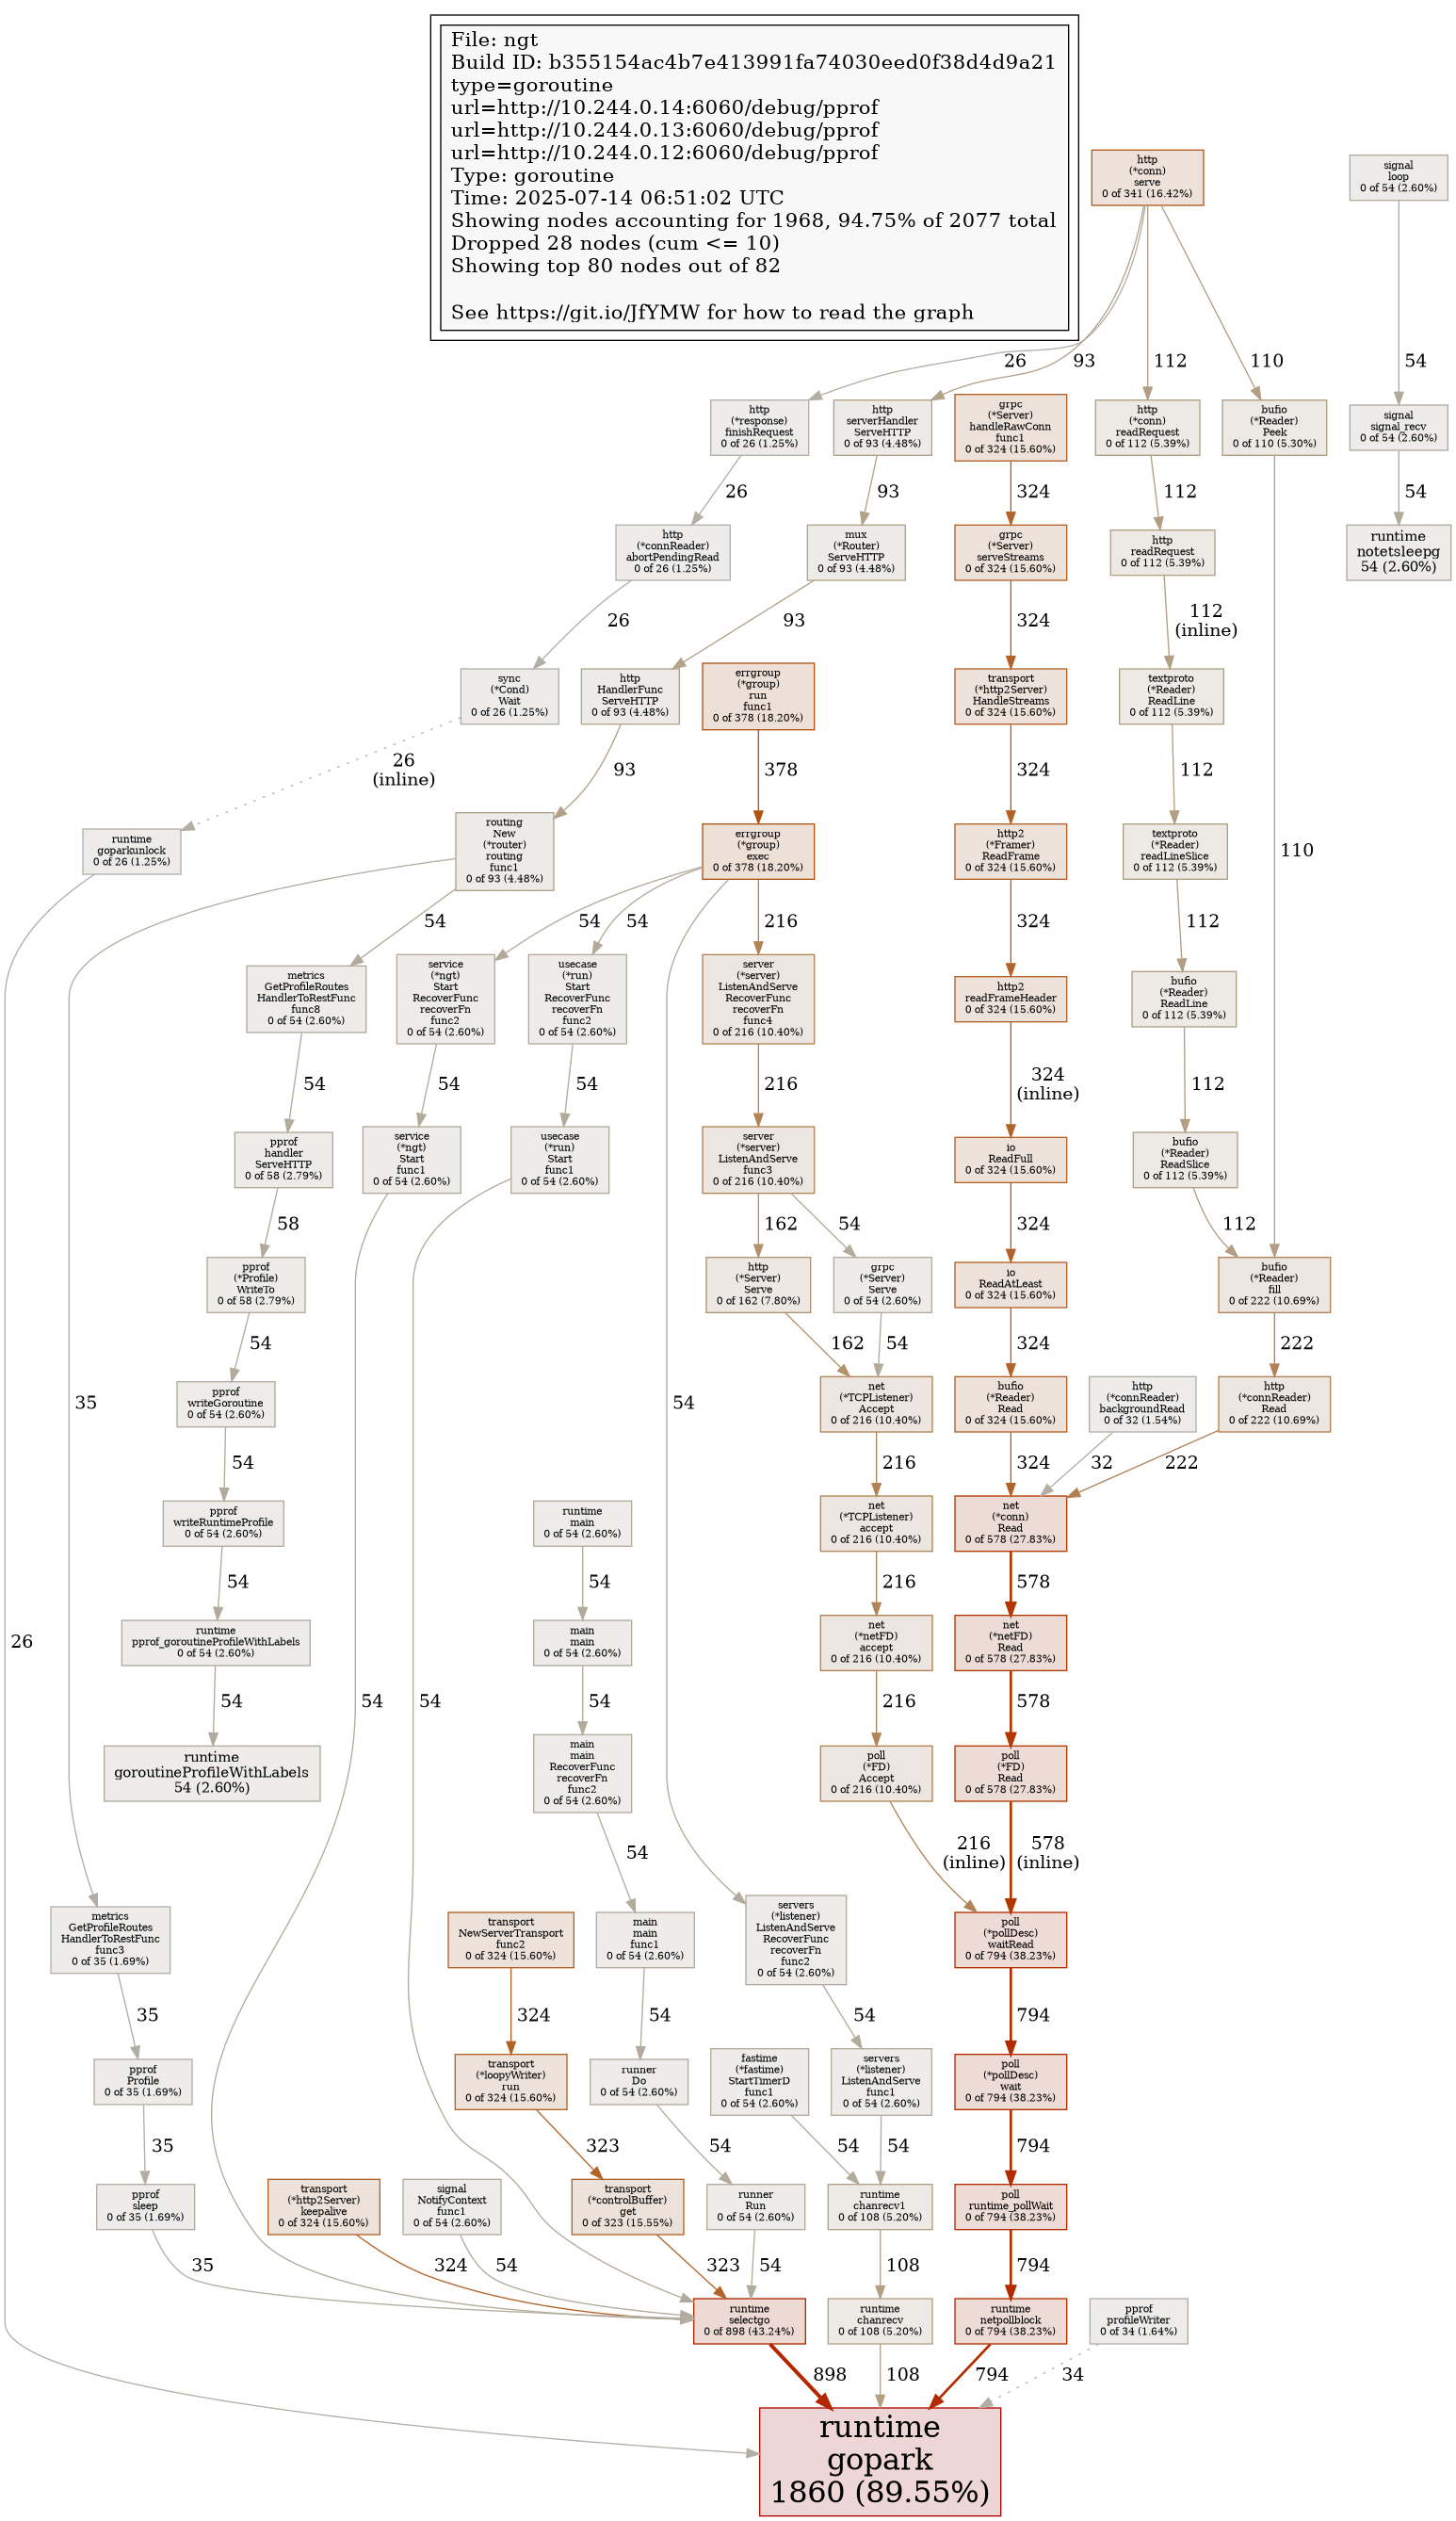 File: ngt
Build ID: b355154ac4b7e413991fa74030eed0f38d4d9a21
type=goroutine
url=http://10.244.0.14:6060/debug/pprof
url=http://10.244.0.13:6060/debug/pprof
url=http://10.244.0.12:6060/debug/pprof
Type: goroutine
Time: 2025-07-14 06:51:02 UTC
Showing nodes accounting for 1968, 94.75% of 2077 total
Dropped 28 nodes (cum <= 10)
Showing top 80 nodes out of 82
See https://git.io/JfYMW for how to read the graph
http
(*conn)
serve
0 of 341 (16.42%)
signal
loop
0 of 54 (2.60%)
26
93
112
110
54
http
(*response)
finishRequest
0 of 26 (1.25%)
http
serverHandler
ServeHTTP
0 of 93 (4.48%)
grpc
(*Server)
handleRawConn
func1
0 of 324 (15.60%)
http
(*conn)
readRequest
0 of 112 (5.39%)
bufio
(*Reader)
Peek
0 of 110 (5.30%)
signal
signal_recv
0 of 54 (2.60%)
26
93
324
112
54
http
(*connReader)
abortPendingRead
0 of 26 (1.25%)
mux
(*Router)
ServeHTTP
0 of 93 (4.48%)
grpc
(*Server)
serveStreams
0 of 324 (15.60%)
http
readRequest
0 of 112 (5.39%)
runtime
notetsleepg
54 (2.60%)
26
93
324
112
(inline)
sync
(*Cond)
Wait
0 of 26 (1.25%)
http
HandlerFunc
ServeHTTP
0 of 93 (4.48%)
errgroup
(*group)
run
func1
0 of 378 (18.20%)
transport
(*http2Server)
HandleStreams
0 of 324 (15.60%)
textproto
(*Reader)
ReadLine
0 of 112 (5.39%)
26
(inline)
93
378
324
112
runtime
goparkunlock
0 of 26 (1.25%)
routing
New
(*router)
routing
func1
0 of 93 (4.48%)
errgroup
(*group)
exec
0 of 378 (18.20%)
http2
(*Framer)
ReadFrame
0 of 324 (15.60%)
textproto
(*Reader)
readLineSlice
0 of 112 (5.39%)
110
54
54
54
216
324
112
metrics
GetProfileRoutes
HandlerToRestFunc
func8
0 of 54 (2.60%)
service
(*ngt)
Start
RecoverFunc
recoverFn
func2
0 of 54 (2.60%)
usecase
(*run)
Start
RecoverFunc
recoverFn
func2
0 of 54 (2.60%)
server
(*server)
ListenAndServe
RecoverFunc
recoverFn
func4
0 of 216 (10.40%)
http2
readFrameHeader
0 of 324 (15.60%)
bufio
(*Reader)
ReadLine
0 of 112 (5.39%)
54
54
54
216
324
(inline)
112
pprof
handler
ServeHTTP
0 of 58 (2.79%)
service
(*ngt)
Start
func1
0 of 54 (2.60%)
usecase
(*run)
Start
func1
0 of 54 (2.60%)
server
(*server)
ListenAndServe
func3
0 of 216 (10.40%)
io
ReadFull
0 of 324 (15.60%)
bufio
(*Reader)
ReadSlice
0 of 112 (5.39%)
58
162
54
324
112
pprof
(*Profile)
WriteTo
0 of 58 (2.79%)
http
(*Server)
Serve
0 of 162 (7.80%)
grpc
(*Server)
Serve
0 of 54 (2.60%)
io
ReadAtLeast
0 of 324 (15.60%)
bufio
(*Reader)
fill
0 of 222 (10.69%)
54
162
54
324
222
35
54
pprof
writeGoroutine
0 of 54 (2.60%)
net
(*TCPListener)
Accept
0 of 216 (10.40%)
bufio
(*Reader)
Read
0 of 324 (15.60%)
http
(*connReader)
backgroundRead
0 of 32 (1.54%)
http
(*connReader)
Read
0 of 222 (10.69%)
54
216
324
32
222
pprof
writeRuntimeProfile
0 of 54 (2.60%)
runtime
main
0 of 54 (2.60%)
net
(*TCPListener)
accept
0 of 216 (10.40%)
net
(*conn)
Read
0 of 578 (27.83%)
54
54
216
578
26
runtime
pprof_goroutineProfileWithLabels
0 of 54 (2.60%)
main
main
0 of 54 (2.60%)
net
(*netFD)
accept
0 of 216 (10.40%)
net
(*netFD)
Read
0 of 578 (27.83%)
54
54
54
54
216
578
runtime
goroutineProfileWithLabels
54 (2.60%)
main
main
RecoverFunc
recoverFn
func2
0 of 54 (2.60%)
poll
(*FD)
Accept
0 of 216 (10.40%)
poll
(*FD)
Read
0 of 578 (27.83%)
54
216
(inline)
578
(inline)
metrics
GetProfileRoutes
HandlerToRestFunc
func3
0 of 35 (1.69%)
transport
NewServerTransport
func2
0 of 324 (15.60%)
main
main
func1
0 of 54 (2.60%)
servers
(*listener)
ListenAndServe
RecoverFunc
recoverFn
func2
0 of 54 (2.60%)
poll
(*pollDesc)
waitRead
0 of 794 (38.23%)
35
324
54
54
794
pprof
Profile
0 of 35 (1.69%)
transport
(*loopyWriter)
run
0 of 324 (15.60%)
runner
Do
0 of 54 (2.60%)
fastime
(*fastime)
StartTimerD
func1
0 of 54 (2.60%)
servers
(*listener)
ListenAndServe
func1
0 of 54 (2.60%)
poll
(*pollDesc)
wait
0 of 794 (38.23%)
35
323
54
54
54
794
pprof
sleep
0 of 35 (1.69%)
transport
(*http2Server)
keepalive
0 of 324 (15.60%)
signal
NotifyContext
func1
0 of 54 (2.60%)
transport
(*controlBuffer)
get
0 of 323 (15.55%)
runner
Run
0 of 54 (2.60%)
runtime
chanrecv1
0 of 108 (5.20%)
poll
runtime_pollWait
0 of 794 (38.23%)
35
324
54
323
54
108
794
runtime
selectgo
0 of 898 (43.24%)
runtime
chanrecv
0 of 108 (5.20%)
runtime
netpollblock
0 of 794 (38.23%)
pprof
profileWriter
0 of 34 (1.64%)
898
108
794
34
runtime
gopark
1860 (89.55%)